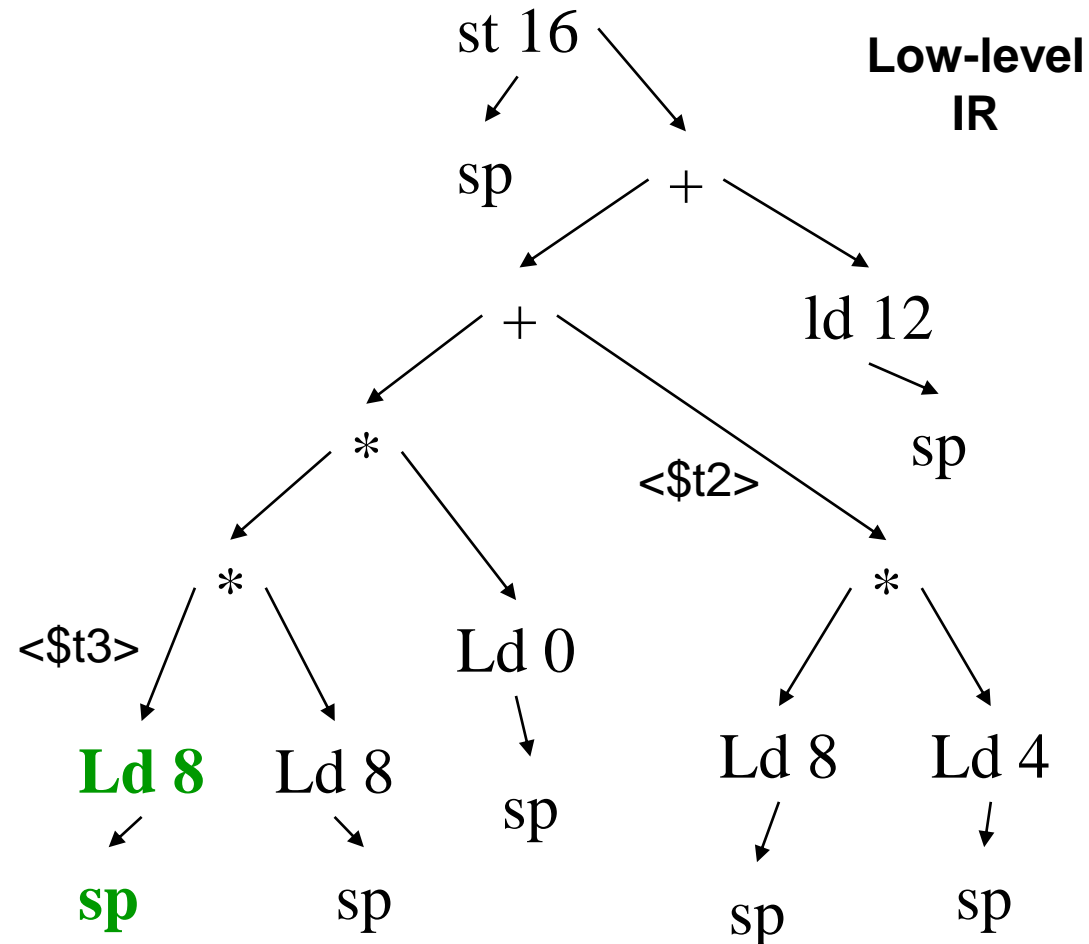 st 16
Low-level
IR
sp
+
+
ld 12
*
sp
<$t2>
*
*
<$t3>
Ld 0
Ld 8
Ld 8
Ld 8
Ld 4
sp
sp
sp
sp
sp